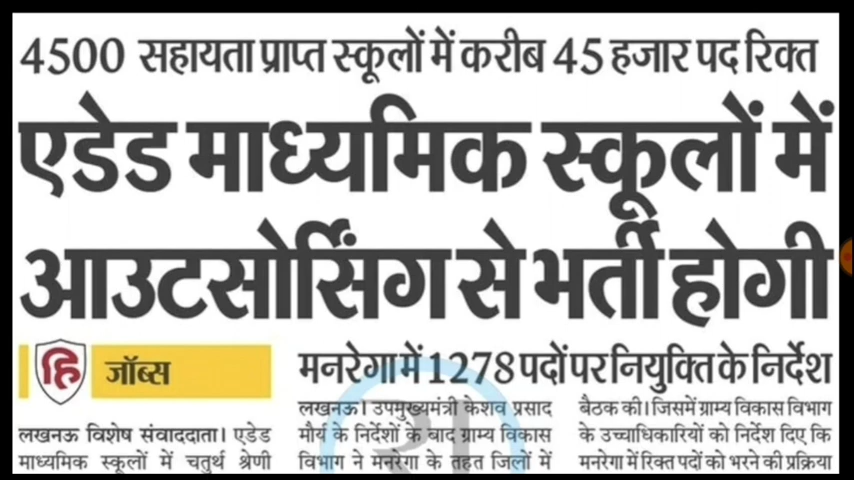 4500 सहायता प्राप्त स्कूलों में करीब 45 हजार पद रिक्त
एडेड माध्यमिक स्कूलों में
आउटसोर्सिंग से भर्ती होगी
हि जॉब्स
लखनऊ विशेष संवाददाता। एडेड
माध्यमिक स्कूलों में चतुर्थ श्रेणी
मनरेगा में 1278 पदों पर नियुक्ति के निर्देश
लखनऊ। उपमुख्यमंत्री केशव प्रसाद
मौर्य के निर्देशों के बाद ग्राम्य विकास
विभाग ने मनरेगा के तहत जिलों में
बैठक की। जिसमें ग्राम्य विकास विभाग
के उच्चाधिकारियों को निर्देश दिए कि
मनरेगा में रिक्त पदों को भरने की प्रक्रिया